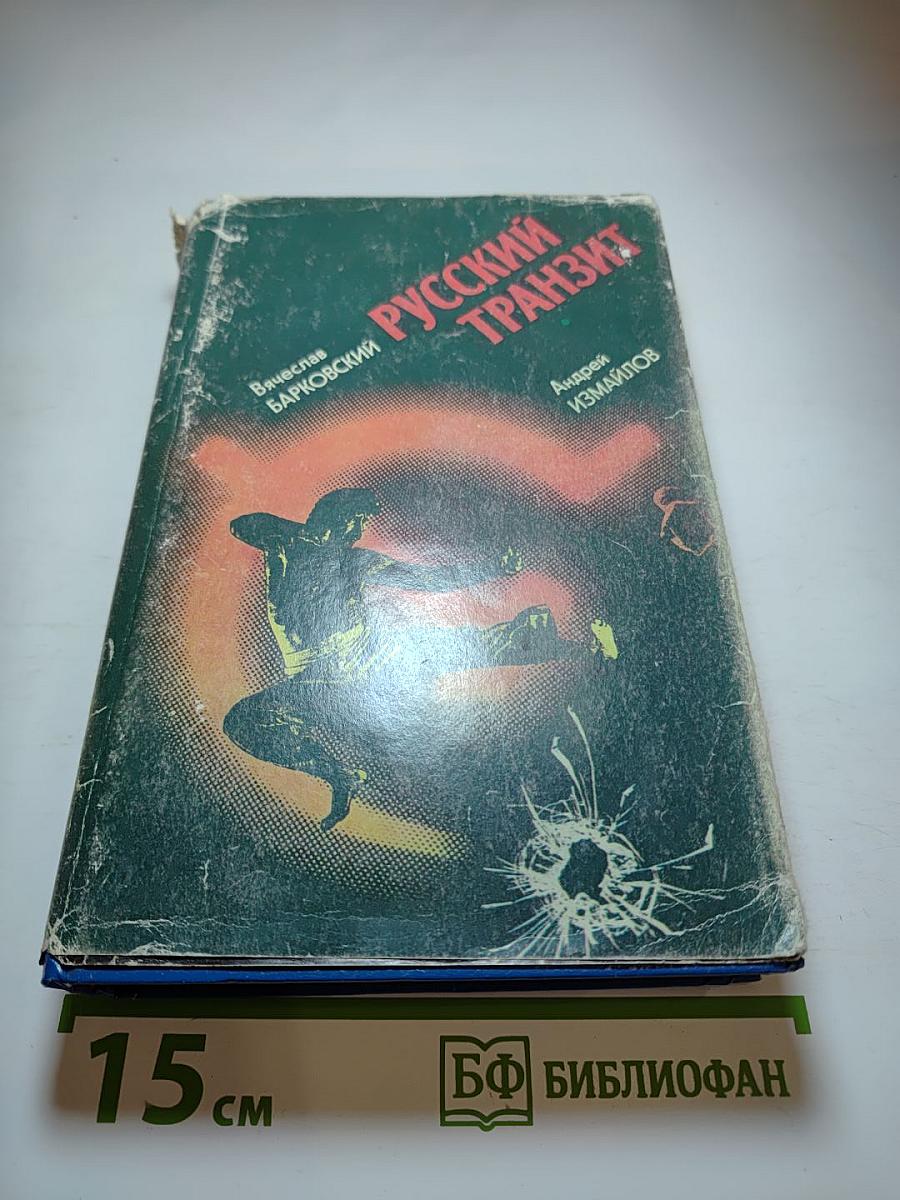 РУССКИЙ
ТРАНЗИТ
Вячеслав
БАРКОВСКИЙ
Андрей
ИЗМАЙЛОВ
15 см
БФ БИБЛИОФАН